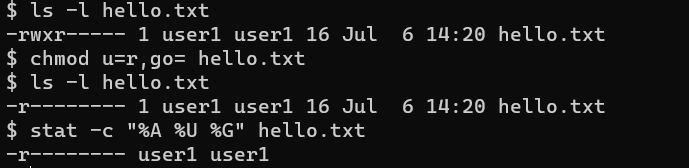 $ ls -l hello.txt
-rwxr----- 1 user1 user1 16 Jul  6 14:20 hello.txt
$ chmod u=r,go= hello.txt
$ ls -l hello.txt
-r-------- 1 user1 user1 16 Jul  6 14:20 hello.txt
$ stat -c "%A %U %G" hello.txt
-r-------- user1 user1